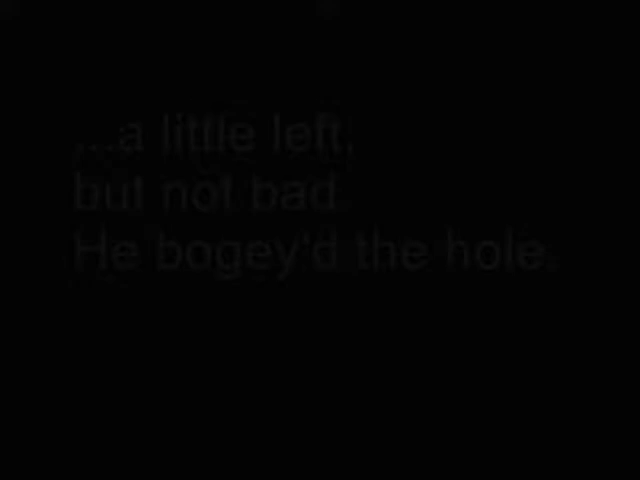 ...a little left,
but not bad.
He bogey'd the hole.